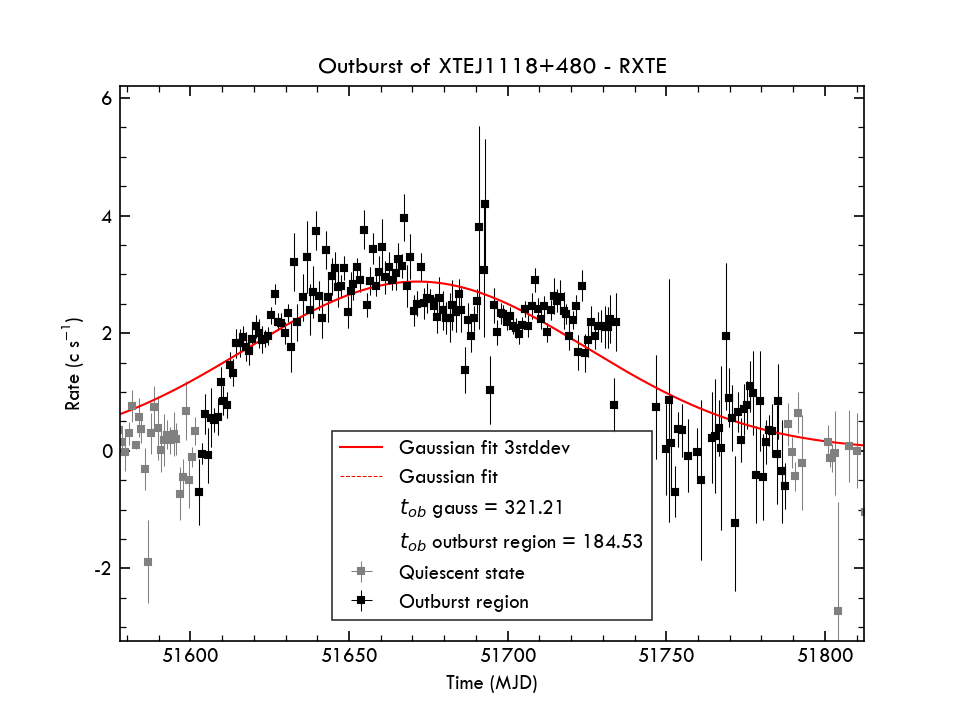 Outburst of XTEJ1118+480 - RXTE
6
4
2
0
-2
Rate (c s⁻¹)
Gaussian fit 3stddev
Gaussian fit
t_ob gauss = 321.21
t_ob outburst region = 184.53
Quiescent state
Outburst region
51600 51650 51700 51750 51800
Time (MJD)